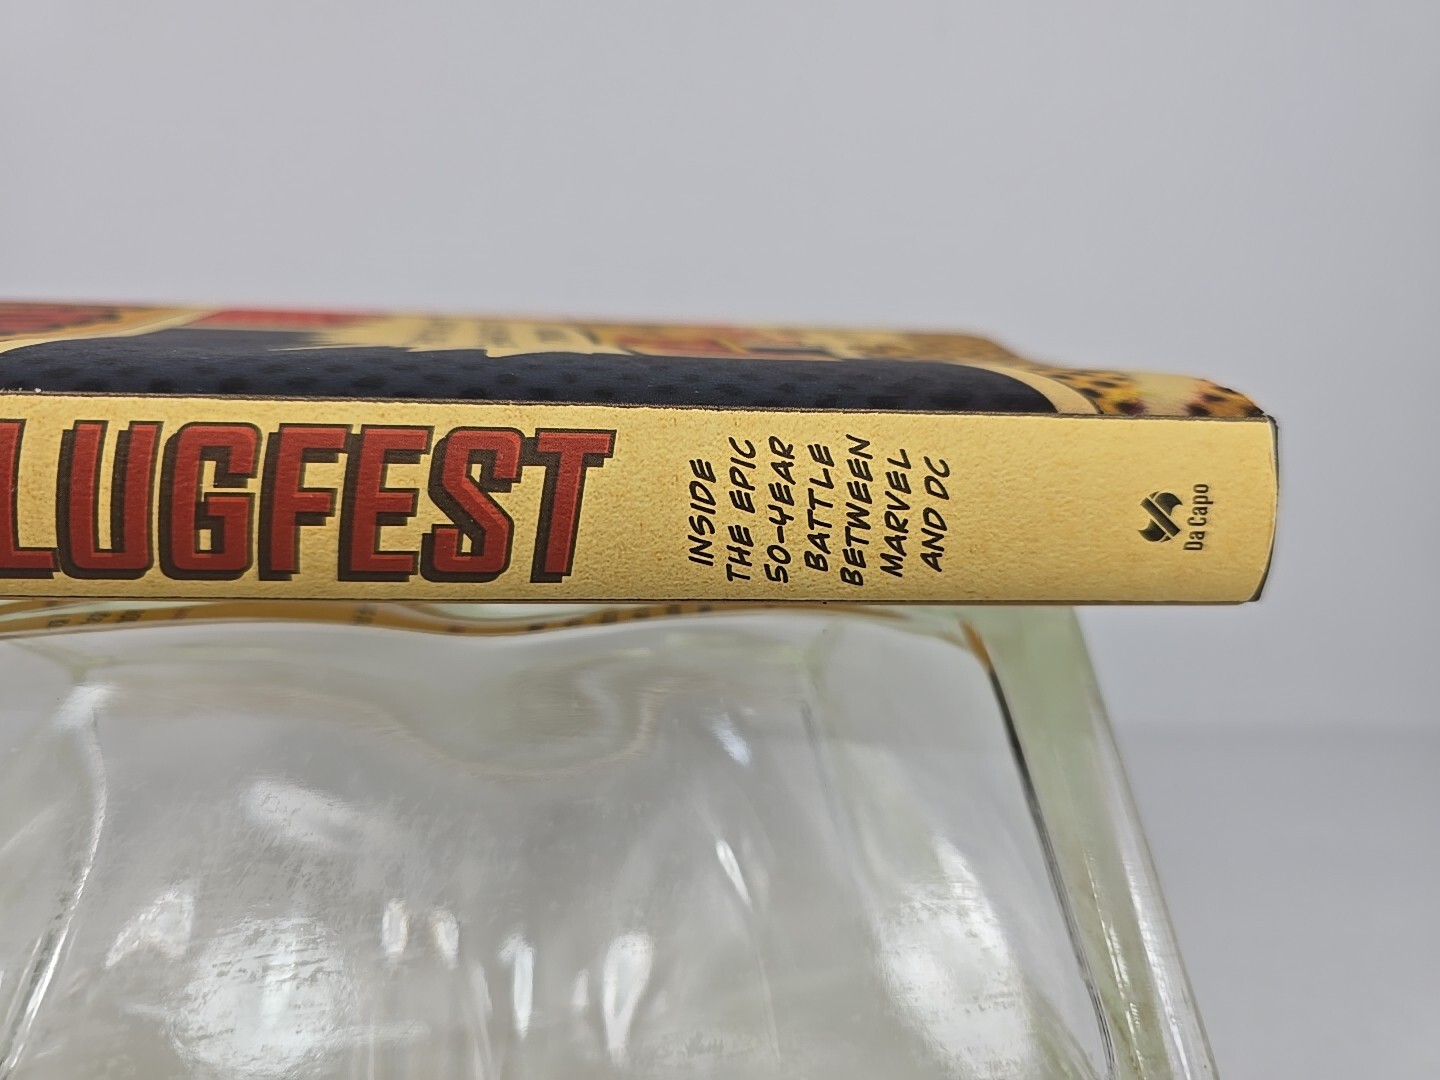 LUGFEST
INSIDE
THE EPIC
50-YEAR
BATTLE
BETWEEN
MARVEL
AND DC
Da Capo